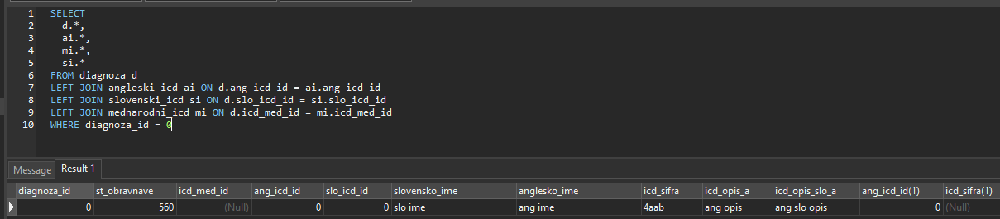 1 SELECT
2 d.*,
3 ai.*,
4 mi.*,
5 si.*
6 FROM diagnoza d
7 LEFT JOIN angleski_icd ai ON d.ang_icd_id = ai.ang_icd_id
8 LEFT JOIN slovenski_icd si ON d.slo_icd_id = si.slo_icd_id
9 LEFT JOIN mednarodni_icd mi ON d.icd_med_id = mi.icd_med_id
10 WHERE diagnoza_id = 0
Message Result 1
diagnoza_id st_obravnave icd_med_id ang_icd_id slo_icd_id slovensko_ime anglesko_ime icd_sifra icd_opis_a icd_opis_slo_a ang_icd_id(1) icd_sifra(1)
0 560 (Null) 0 0 slo ime ang ime 4aab ang opis ang slo opis 0 (Null)